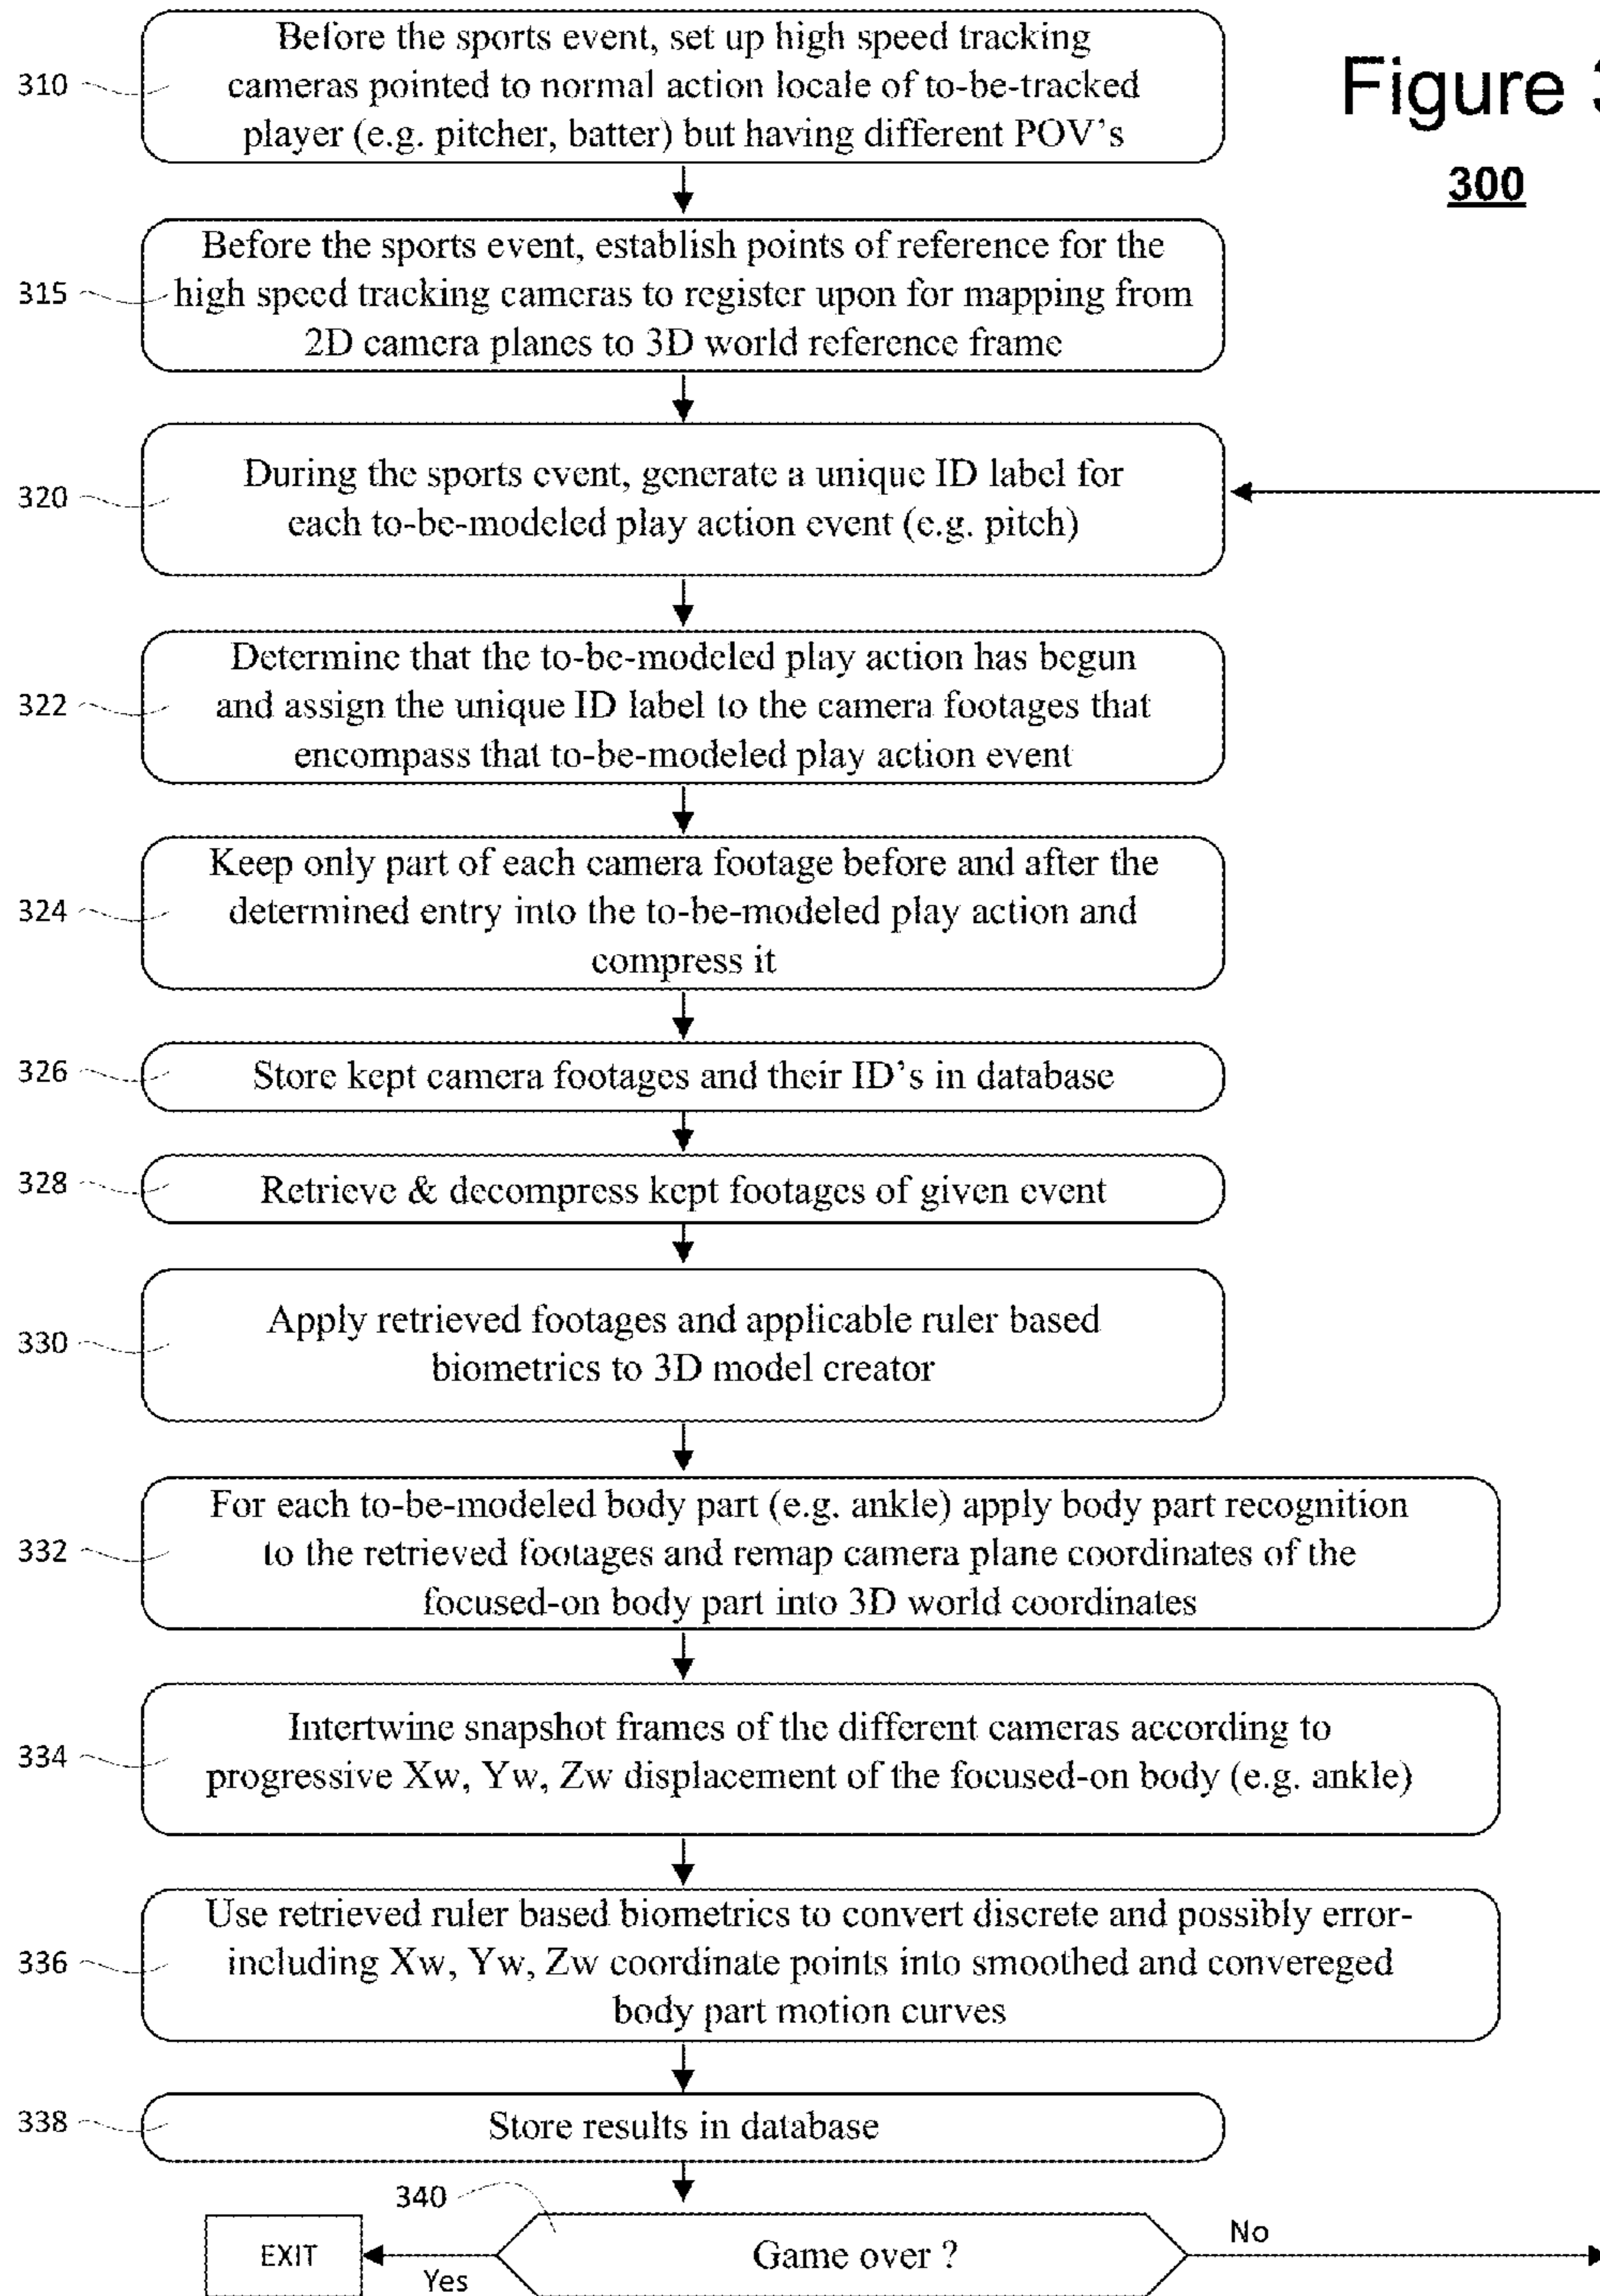 Figure 3
300
310
Before the sports event, set up high speed tracking
cameras pointed to normal action locale of to-be-tracked
player (e.g. pitcher, batter) but having different POV's
315
Before the sports event, establish points of reference for the
high speed tracking cameras to register upon for mapping from
2D camera planes to 3D world reference frame
320
During the sports event, generate a unique ID label for
each to-be-modeled play action event (e.g. pitch)
322
Determine that the to-be-modeled play action has begun
and assign the unique ID label to the camera footages that
encompass that to-be-modeled play action event
324
Keep only part of each camera footage before and after the
determined entry into the to-be-modeled play action and
compress it
326
Store kept camera footages and their ID's in database
328
Retrieve & decompress kept footages of given event
330
Apply retrieved footages and applicable ruler based
biometrics to 3D model creator
332
For each to-be-modeled body part (e.g. ankle) apply body part recognition
to the retrieved footages and remap camera plane coordinates of the
focused-on body part into 3D world coordinates
334
Intertwine snapshot frames of the different cameras according to
progressive Xw, Yw, Zw displacement of the focused-on body (e.g. ankle)
336
Use retrieved ruler based biometrics to convert discrete and possibly error-
including Xw, Yw, Zw coordinate points into smoothed and convereged
body part motion curves
338
Store results in database
340
Game over ?
No
Yes
EXIT